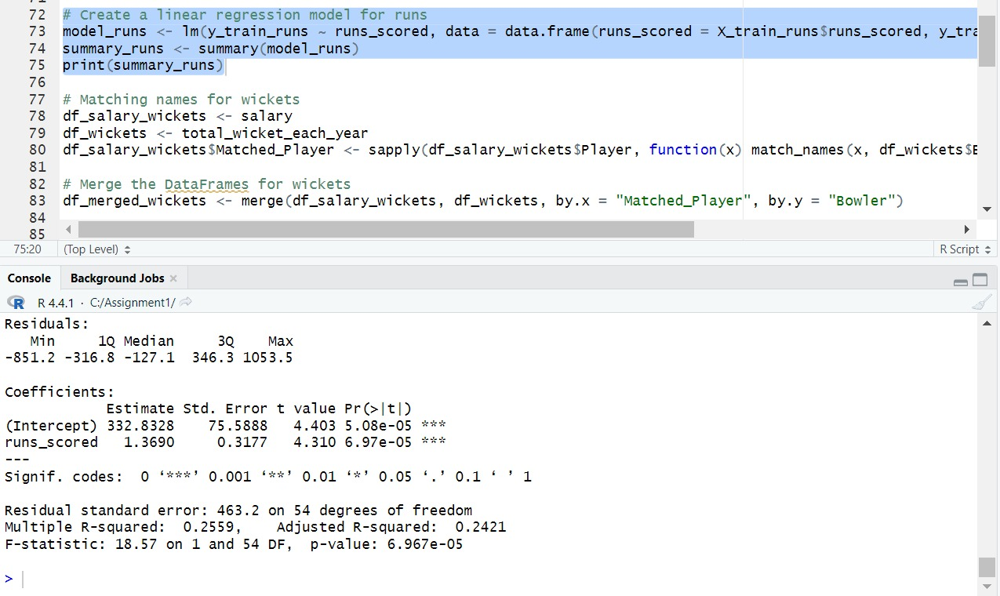 72 # Create a linear regression model for runs
73 model_runs <- lm(y_train_runs ~ runs_scored, data = data.frame(runs_scored = X_train_runs$runs_scored, y_tra
74 summary_runs <- summary(model_runs)
75 print(summary_runs)
76
77 # Matching names for wickets
78 df_salary_wickets <- salary
79 df_wickets <- total_wicket_each_year
80 df_salary_wickets$Matched_Player <- sapply(df_salary_wickets$Player, function(x) match_names(x, df_wickets$
81
82 # Merge the DataFrames for wickets
83 df_merged_wickets <- merge(df_salary_wickets, df_wickets, by.x = "Matched_Player", by.y = "Bowler")
84
85
75:20 (Top Level) R Script
Console Background Jobs
R R 4.4.1 · C:/Assignment1/
Residuals:
Min 1Q Median 3Q Max
-851.2 -316.8 -127.1 346.3 1053.5
Coefficients:
Estimate Std. Error t value Pr(>|t|)
(Intercept) 332.8328 75.5888 4.403 5.08e-05 ***
runs_scored 1.3690 0.3177 4.310 6.97e-05 ***
---
Signif. codes: 0 ‘***’ 0.001 ‘**’ 0.01 ‘*’ 0.05 ‘.’ 0.1 ‘ ’ 1
Residual standard error: 463.2 on 54 degrees of freedom
Multiple R-squared: 0.2559, Adjusted R-squared: 0.2421
F-statistic: 18.57 on 1 and 54 DF, p-value: 6.967e-05
>